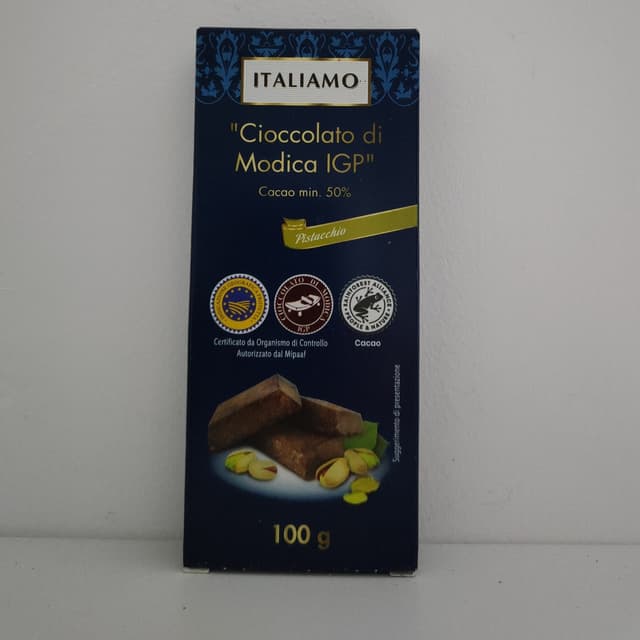 ITALIAMO
"Cioccolato di
Modica IGP"
Cacao min. 50%
Pistacchio
CIOCCOLATO DI MODICA
IGP
RAINFOREST ALLIANCE
PEOPLE & NATURE
Certificato da Organismo di Controllo
Autorizzato dal Mipaaf
Cacao
Suggerimento di presentazione
100 g